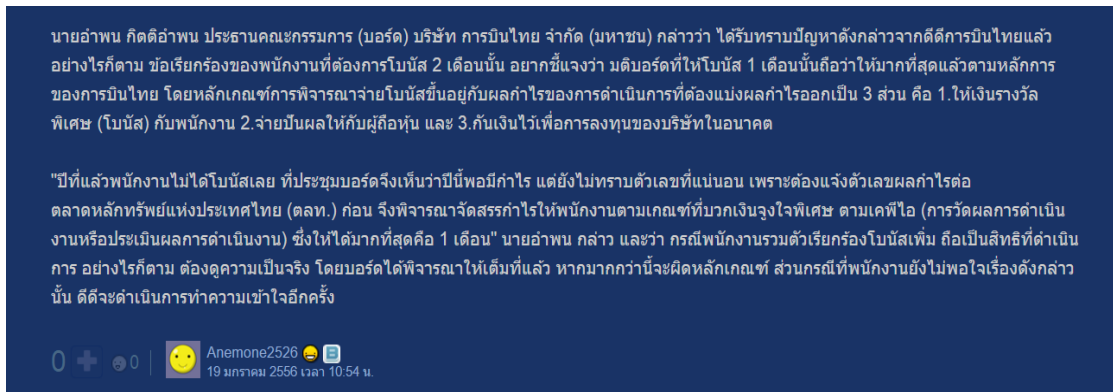 นายอำพน กิตติอำพน ประธานคณะกรรมการ (บอร์ด) บริษัท การบินไทย จำกัด (มหาชน) กล่าวว่า ได้รับทราบปัญหาดังกล่าวจากดีดีการบินไทยแล้ว
อย่างไรก็ตาม ข้อเรียกร้องของพนักงานที่ต้องการโบนัส 2 เดือนนั้น อยากชี้แจงว่า มติบอร์ดที่ให้โบนัส 1 เดือนนั้นถือว่าให้มากที่สุดแล้วตามหลักการ
ของการบินไทย โดยหลักเกณฑ์การพิจารณาจ่ายโบนัสขึ้นอยู่กับผลกำไรของการดำเนินการที่ต้องแบ่งผลกำไรออกเป็น 3 ส่วน คือ 1.ให้เงินรางวัล
พิเศษ (โบนัส) กับพนักงาน 2.จ่ายปันผลให้กับผู้ถือหุ้น และ 3.กันเงินไว้เพื่อการลงทุนของบริษัทในอนาคต
"ปีที่แล้วพนักงานไม่ได้โบนัสเลย ที่ประชุมบอร์ดจึงเห็นว่าปีนี้พอมีกำไร แต่ยังไม่ทราบตัวเลขที่แน่นอน เพราะต้องแจ้งตัวเลขผลกำไรต่อ
ตลาดหลักทรัพย์แห่งประเทศไทย (ตลท.) ก่อน จึงพิจารณาจัดสรรกำไรให้พนักงานตามเกณฑ์ที่บวกเงินจูงใจพิเศษ ตามเคพีไอ (การวัดผลการดำเนิน
งานหรือประเมินผลการดำเนินงาน) ซึ่งให้ได้มากที่สุดคือ 1 เดือน" นายอำพน กล่าว และว่า กรณีพนักงานรวมตัวเรียกร้องโบนัสเพิ่ม ถือเป็นสิทธิที่ดำเนิน
การ อย่างไรก็ตาม ต้องดูความเป็นจริง โดยบอร์ดได้พิจารณาให้เต็มที่แล้ว หากมากกว่านี้จะผิดหลักเกณฑ์ ส่วนกรณีที่พนักงานยังไม่พอใจเรื่องดังกล่าว
นั้น ดีดีจะดำเนินการทำความเข้าใจอีกครั้ง
0 0 Anemone2526
19 มกราคม 2556 เวลา 10:54 น.